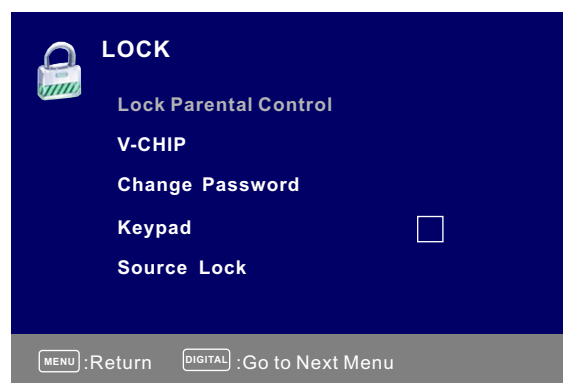 LOCK
Lock Parental Control
V-CHIP
Change Password
Keypad
Source Lock
MENU :Return DIGITAL :Go to Next Menu